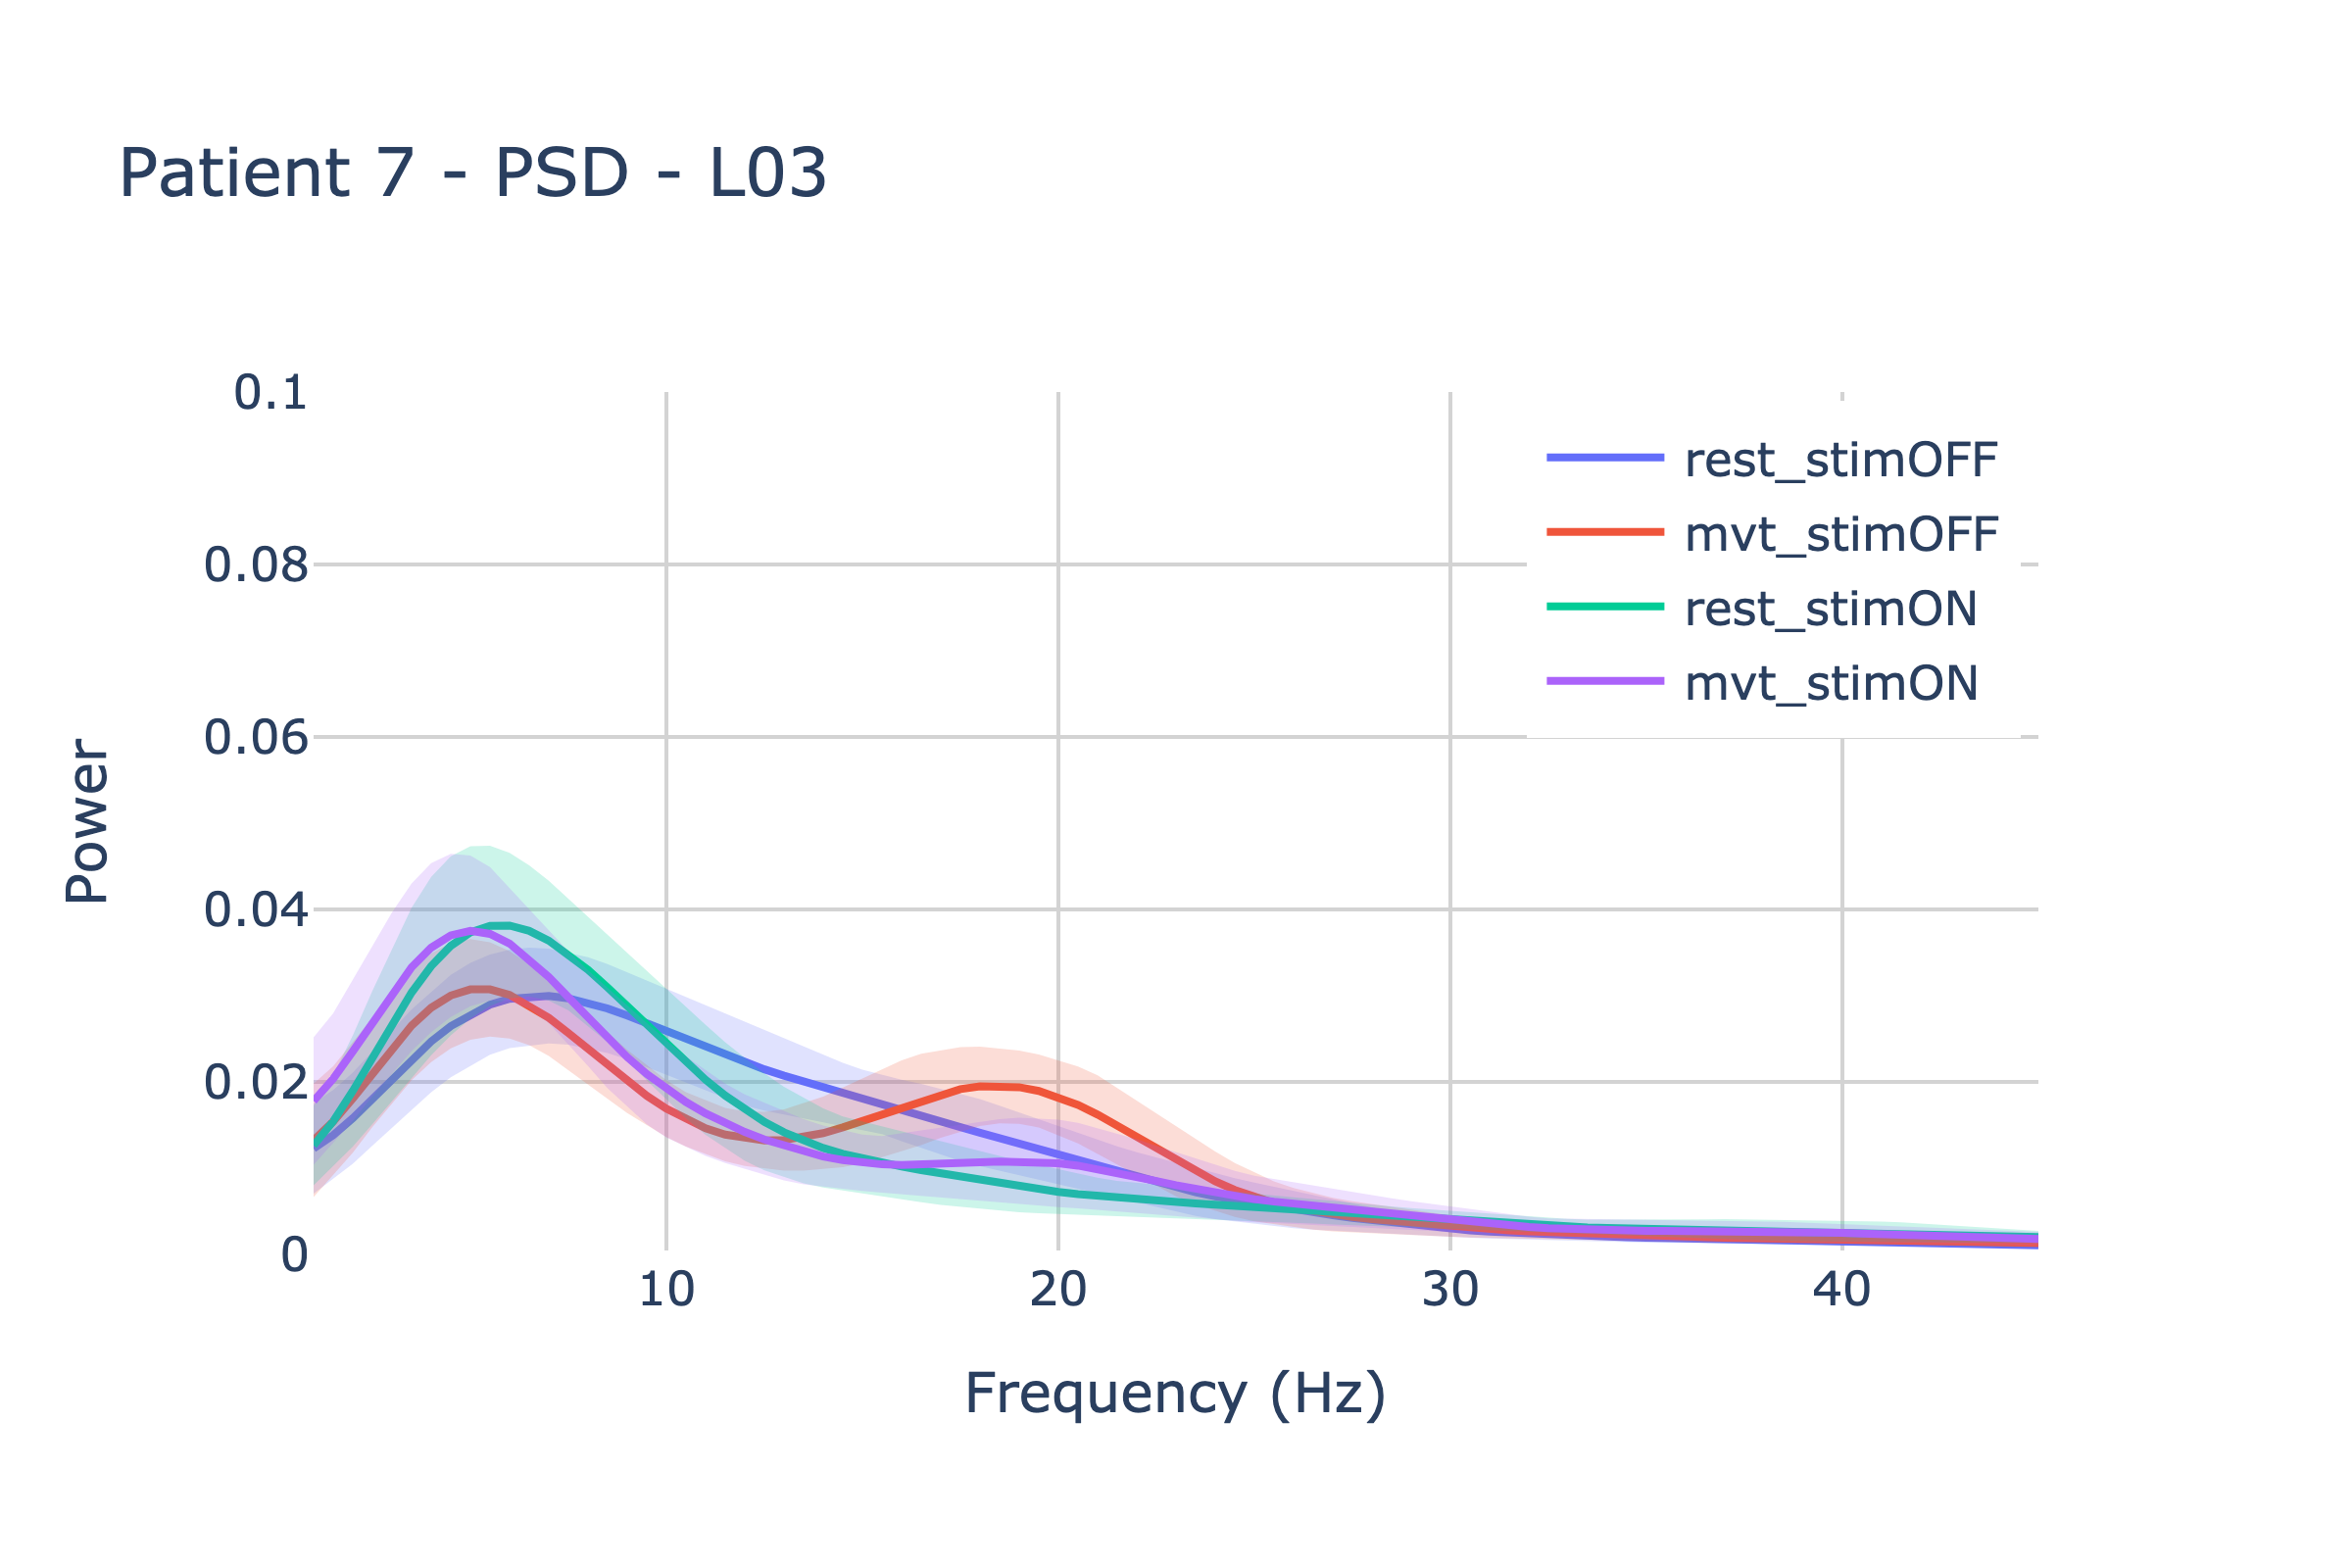 Patient 7 - PSD - L03
0.1
0.08
0.06
0.04
0.02
0
Power
10 20 30 40
Frequency (Hz)
rest_stimOFF
mvt_stimOFF
rest_stimON
mvt_stimON